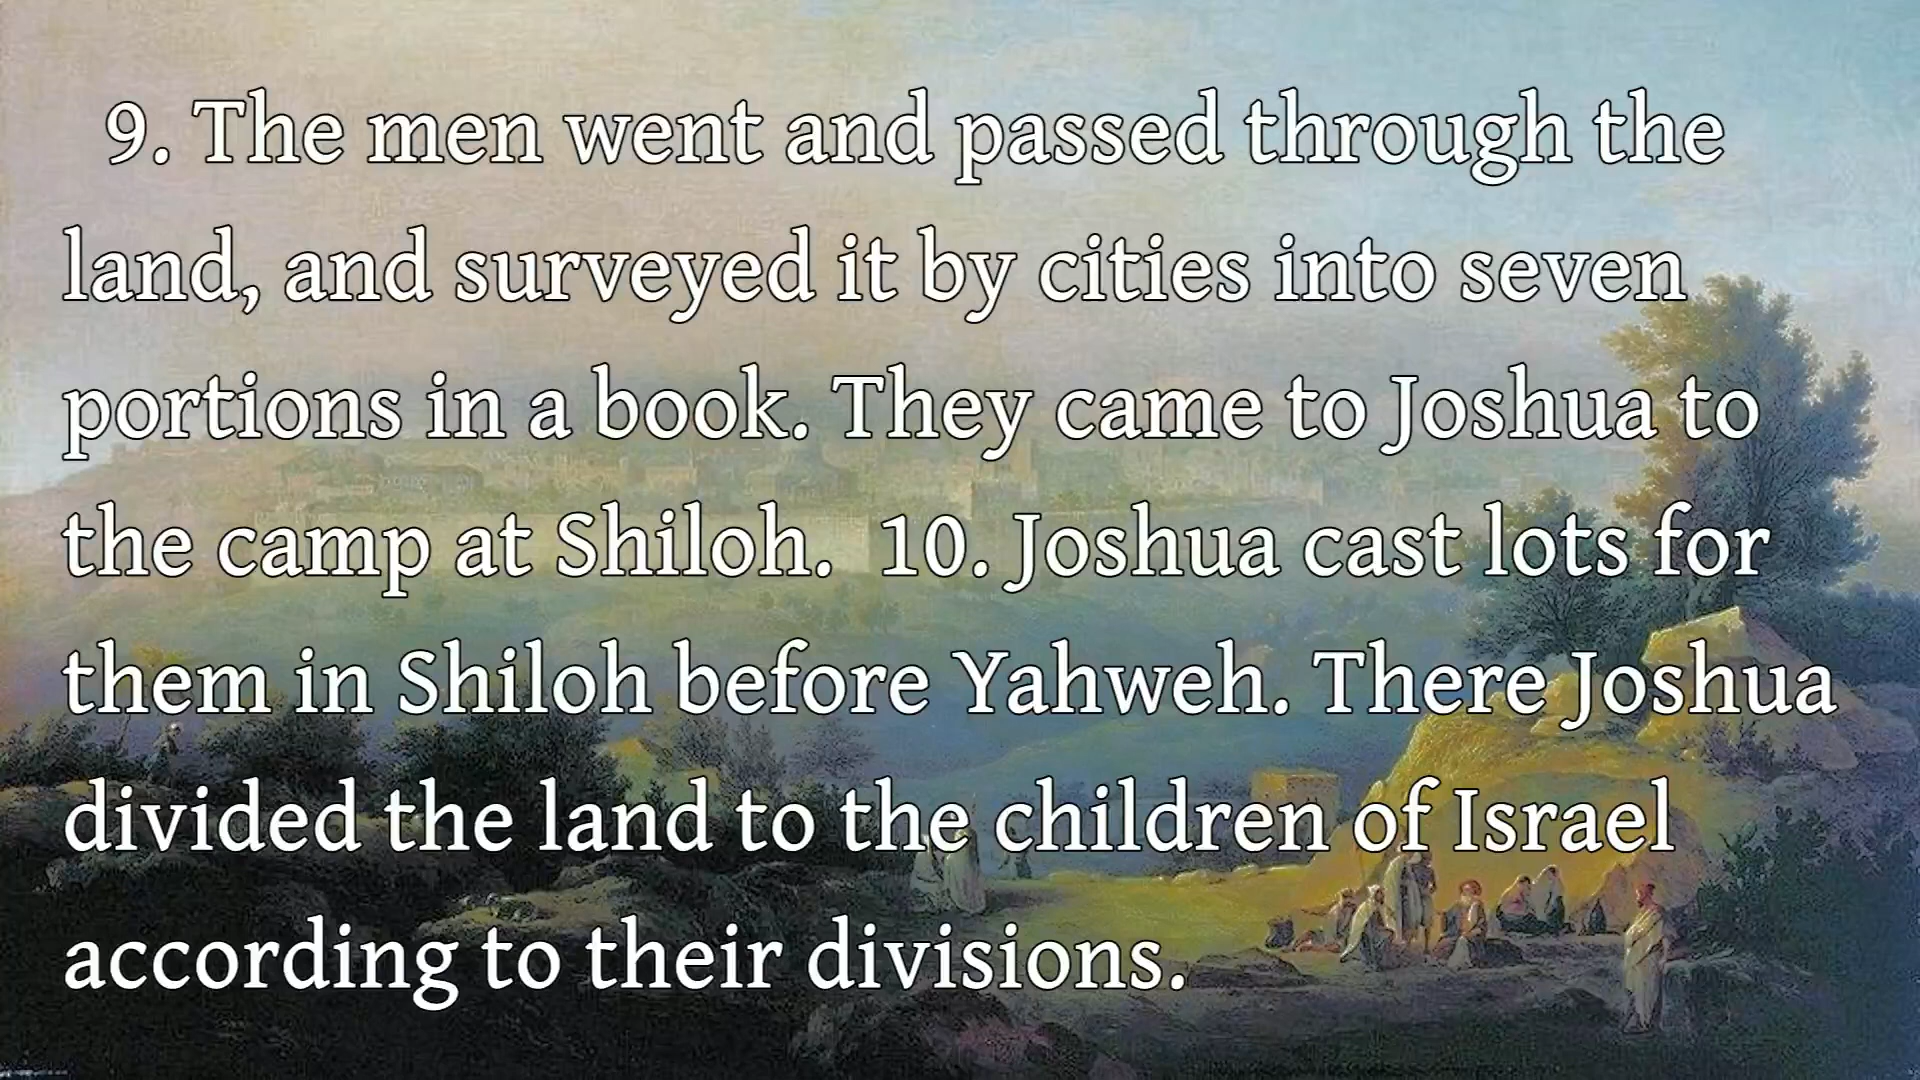 9. The men went and passed through the
land, and surveyed it by cities into seven
portions in a book. They came to Joshua to
the camp at Shiloh.  10. Joshua cast lots for
them in Shiloh before Yahweh. There Joshua
divided the land to the children of Israel
according to their divisions.